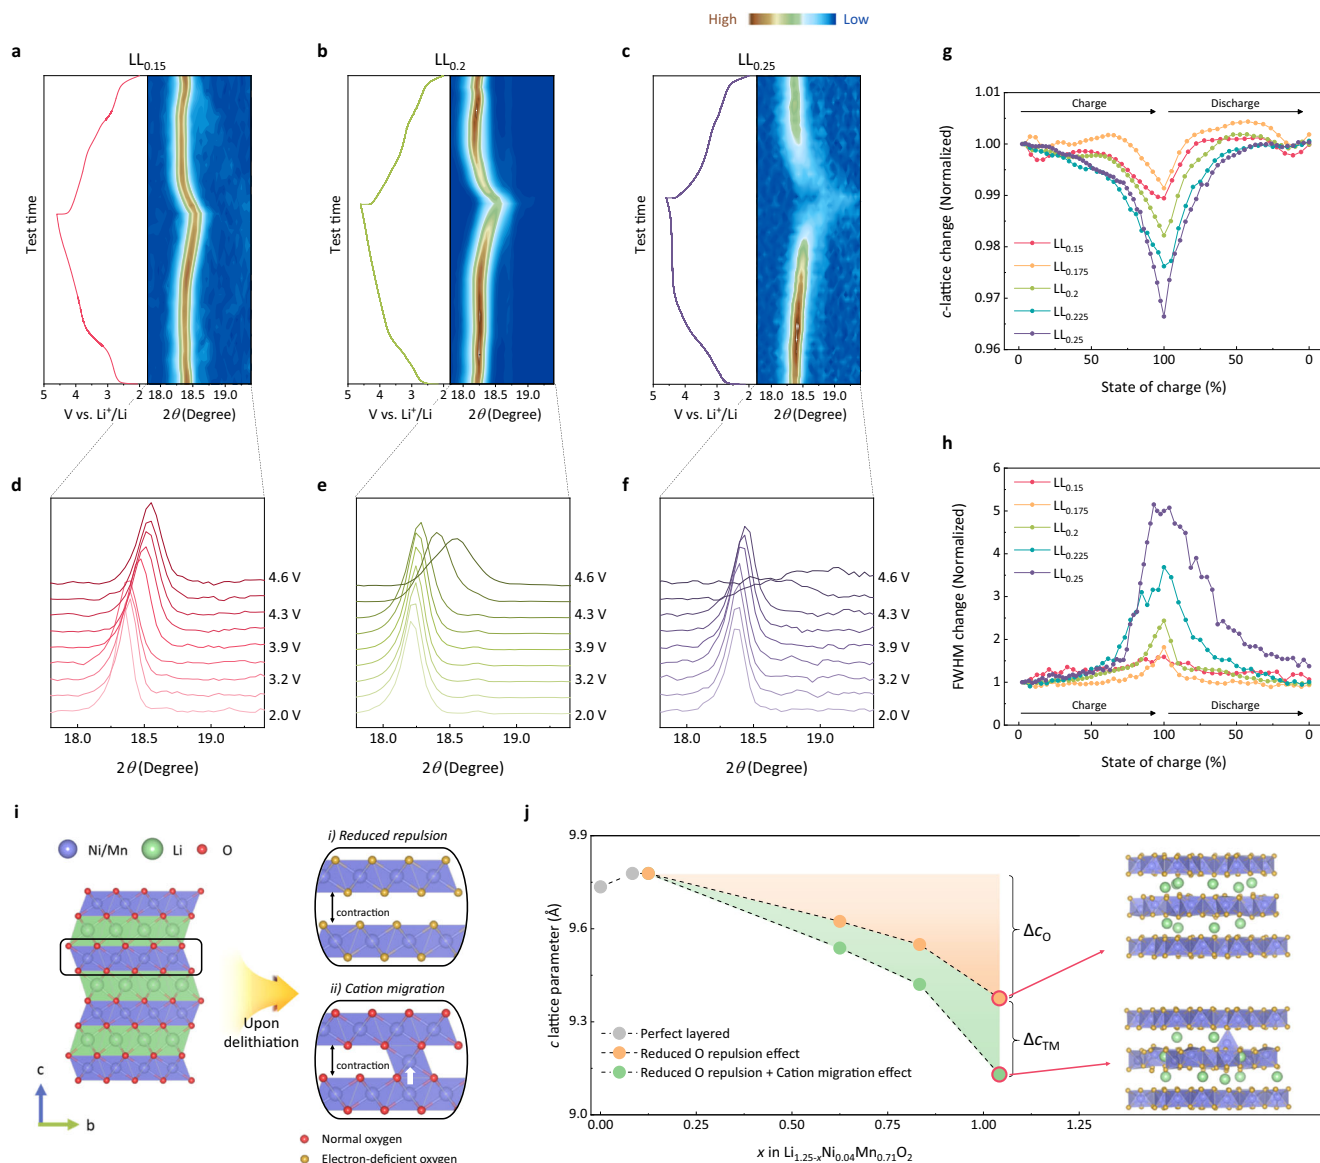 High Low
a b c g
LL0.15 LL0.2 LL0.25
Test time Test time Test time
5 4 3 2 18.0 18.5 19.0
5 4 3 2 18.0 18.5 19.0
5 4 3 2 18.0 18.5 19.0
V vs. Li+/Li 2θ (Degree)
V vs. Li+/Li 2θ (Degree)
V vs. Li+/Li 2θ (Degree)
c-lattice change (Normalized)
1.01
1.00
0.99
0.98
0.97
0.96
Charge Discharge
LL0.15
LL0.175
LL0.2
LL0.225
LL0.25
0 50 100 50 0
State of charge (%)
d e f h
4.6 V
4.3 V
3.9 V
3.2 V
2.0 V
18.0 18.5 19.0
2θ (Degree)
4.6 V
4.3 V
3.9 V
3.2 V
2.0 V
18.0 18.5 19.0
2θ (Degree)
4.6 V
4.3 V
3.9 V
3.2 V
2.0 V
18.0 18.5 19.0
2θ (Degree)
FWHM change (Normalized)
6
5
4
3
2
1
0
LL0.15
LL0.175
LL0.2
LL0.225
LL0.25
Charge Discharge
0 50 100 50 0
State of charge (%)
i
Ni/Mn Li O
c
b
Upon
delithiation
i) Reduced repulsion
contraction
ii) Cation migration
contraction
Normal oxygen
Electron-deficient oxygen
j
c lattice parameter (Å)
9.9
9.6
9.3
9.0
ΔcO
ΔcTM
Perfect layered
Reduced O repulsion effect
Reduced O repulsion + Cation migration effect
0.00 0.25 0.50 0.75 1.00 1.25
x in Li1.25-xNi0.04Mn0.71O2